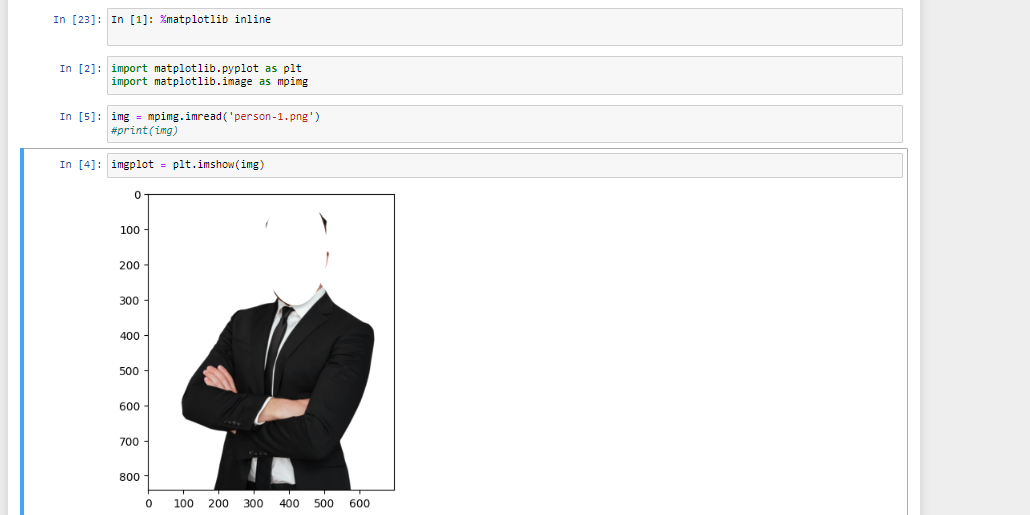 In [23]: In [1]: %matplotlib inline
In [2]: import matplotlib.pyplot as plt
import matplotlib.image as mpimg
In [5]: img = mpimg.imread('person-1.png')
#print(img)
In [4]: imgplot = plt.imshow(img)
0
100
200
300
400
500
600
700
800
0 100 200 300 400 500 600